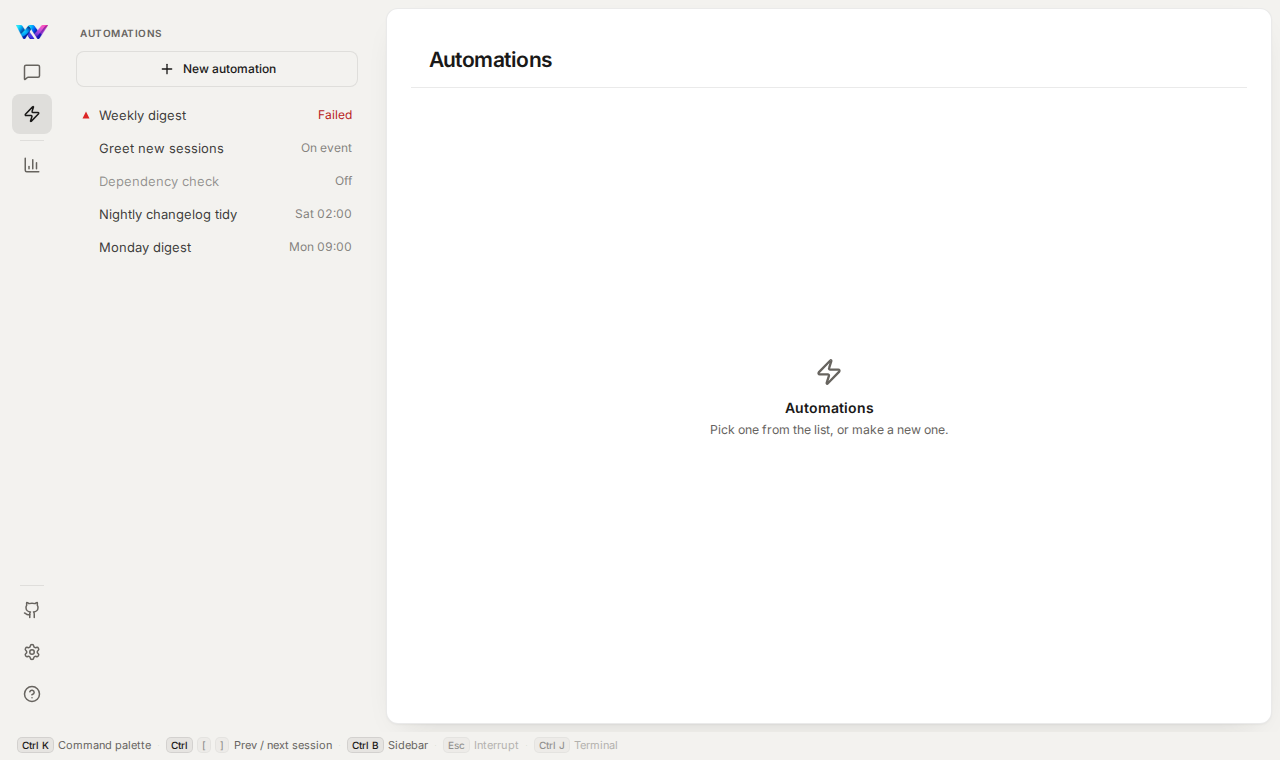 AUTOMATIONS
New automation
Weekly digest Failed
Greet new sessions On event
Dependency check Off
Nightly changelog tidy Sat 02:00
Monday digest Mon 09:00
Automations
Automations
Pick one from the list, or make a new one.
Ctrl K Command palette Ctrl [ ] Prev / next session Ctrl B Sidebar Esc Interrupt Ctrl J Terminal